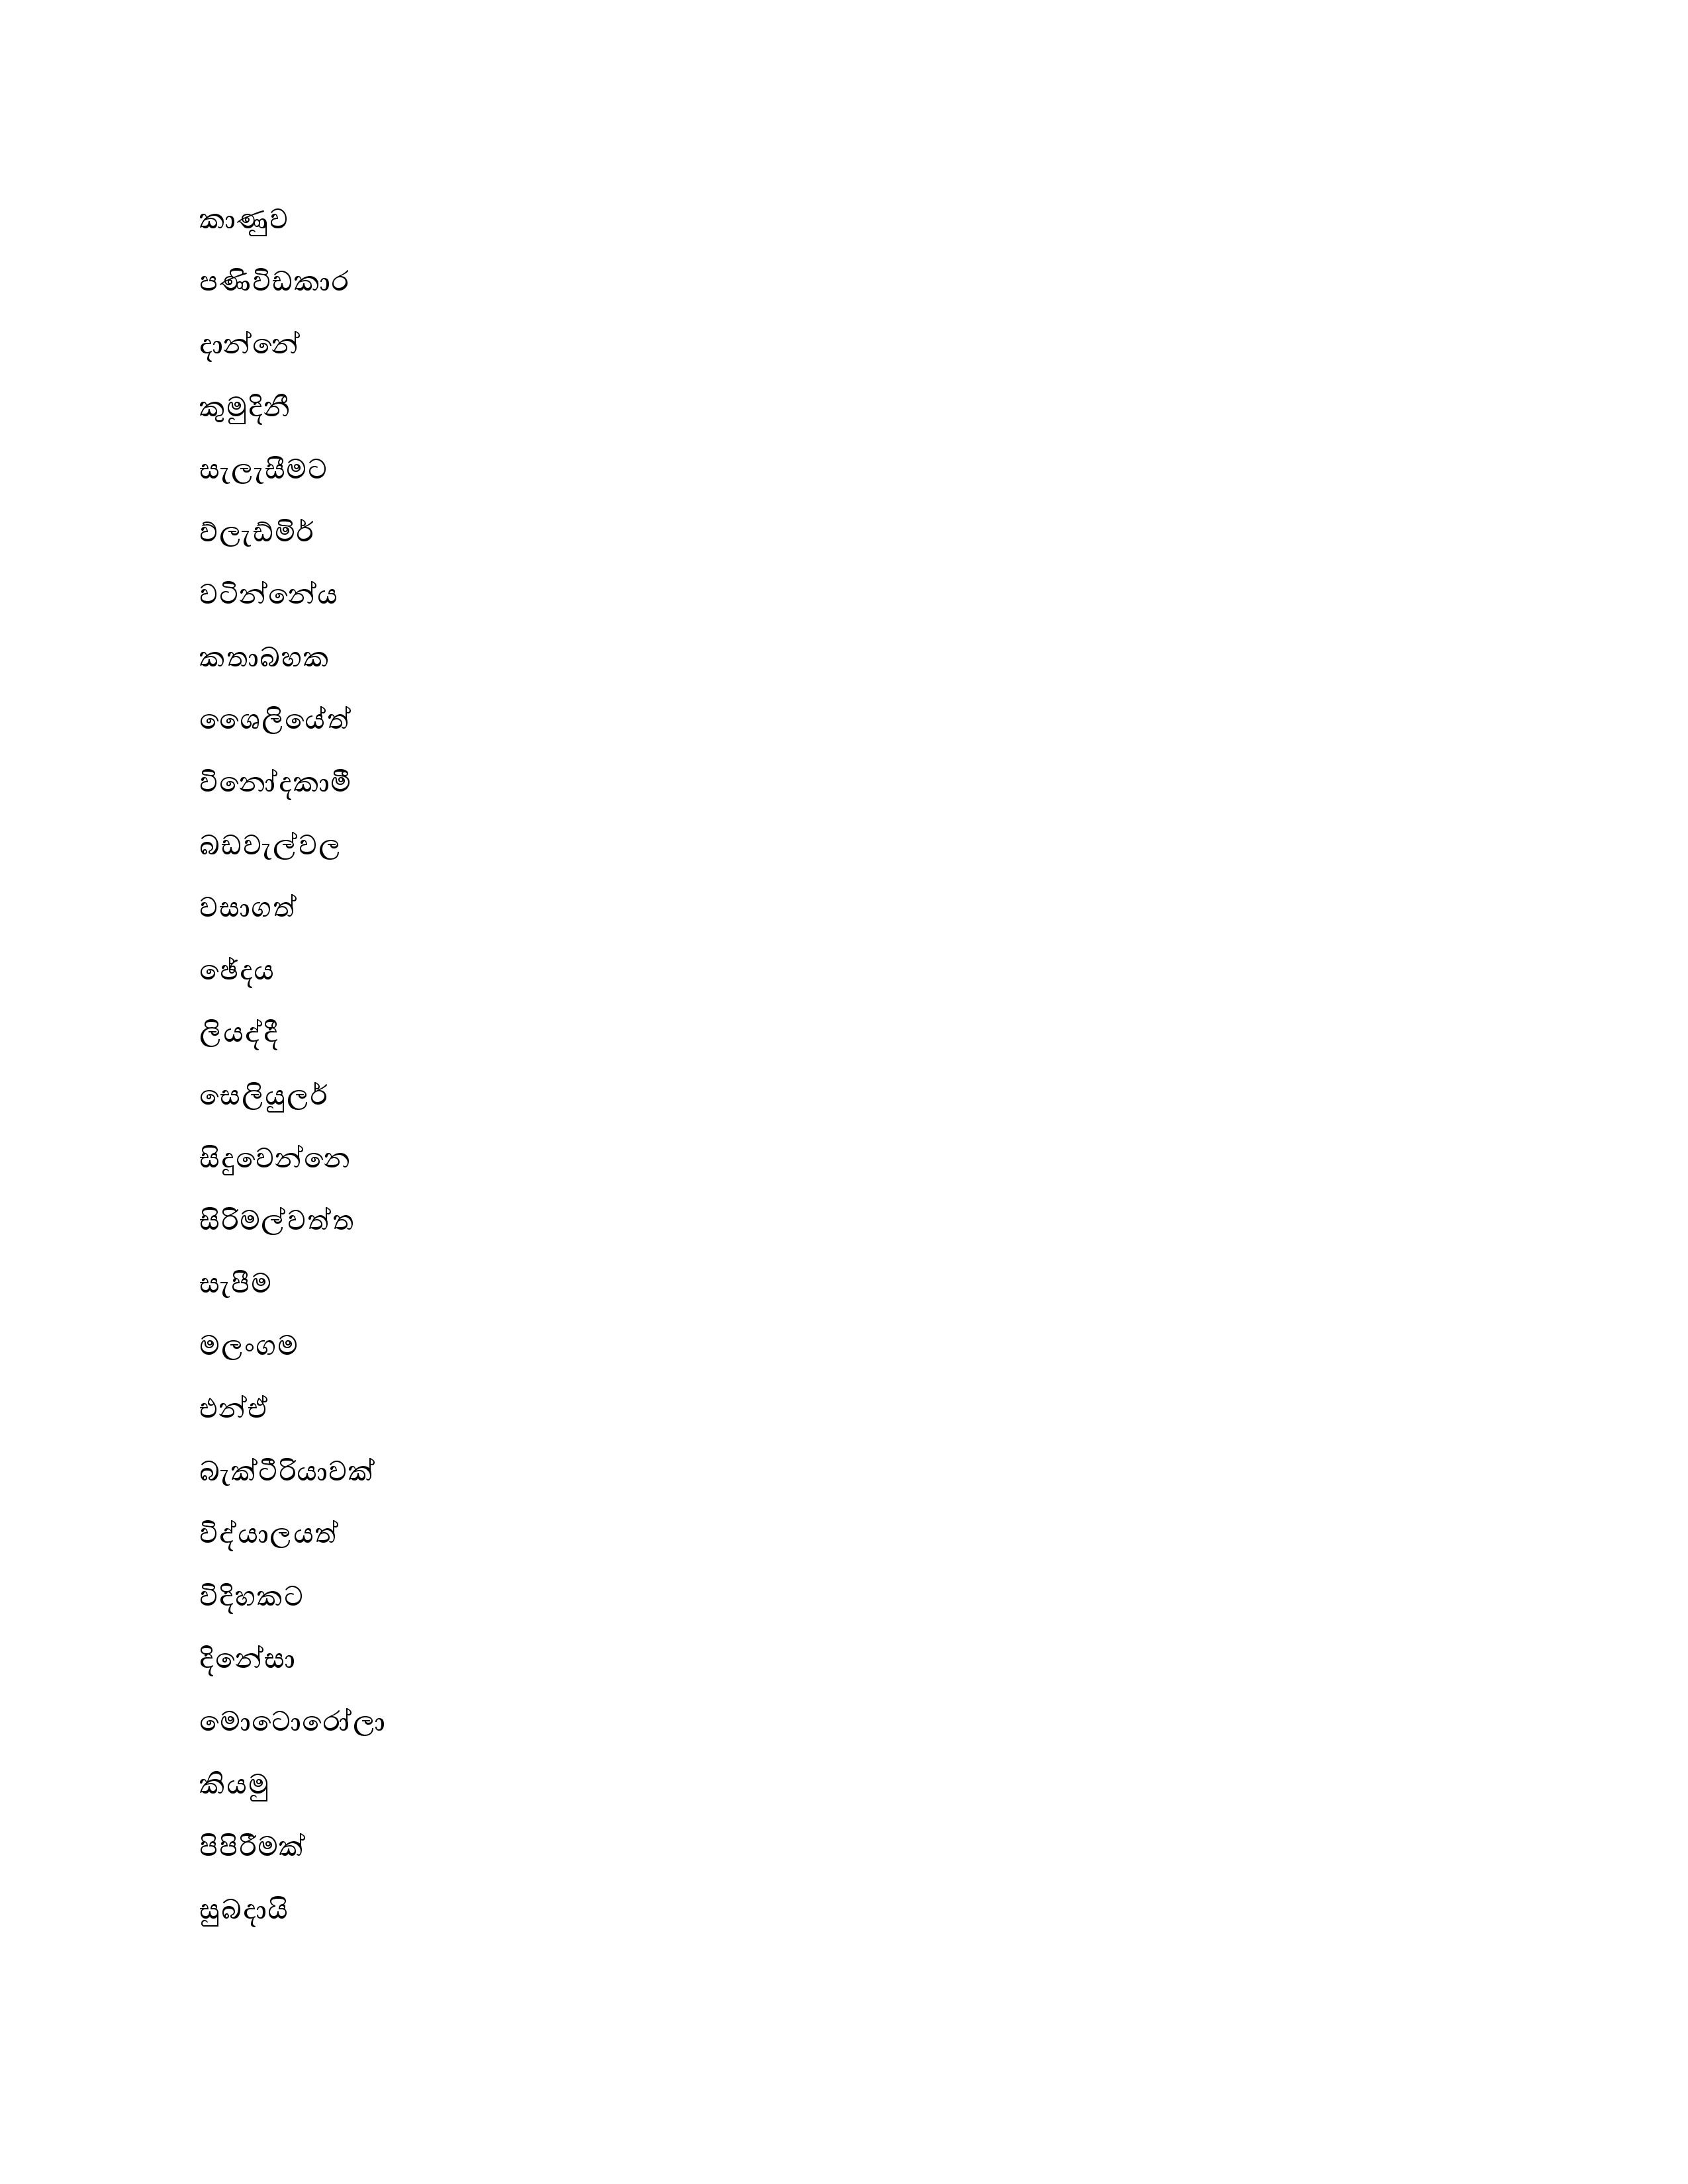 කාණුව
පණිවිඩකාර
දාන්නේ
කුමුදිනී
සැලැසීමට
ව්ලැඩ්මිර්
වටින්නේය
කතාබහක
ශෛලියේත්
විනෝදකාමී
බඩවැල්වල
වසාගත්
ඡේදය
ලියද්දී
සෙලියුලර්
සිදුවෙන්නෙ
සිරිමල්වත්ත
සැපීම
මලංගම
එන්ඒ
බැක්ටීරියාවක්
විද්යාලයත්
විදිහකට
දිනේසා
මොටොරෝලා
කියමු
පිපිරීමක්
සුබදායි